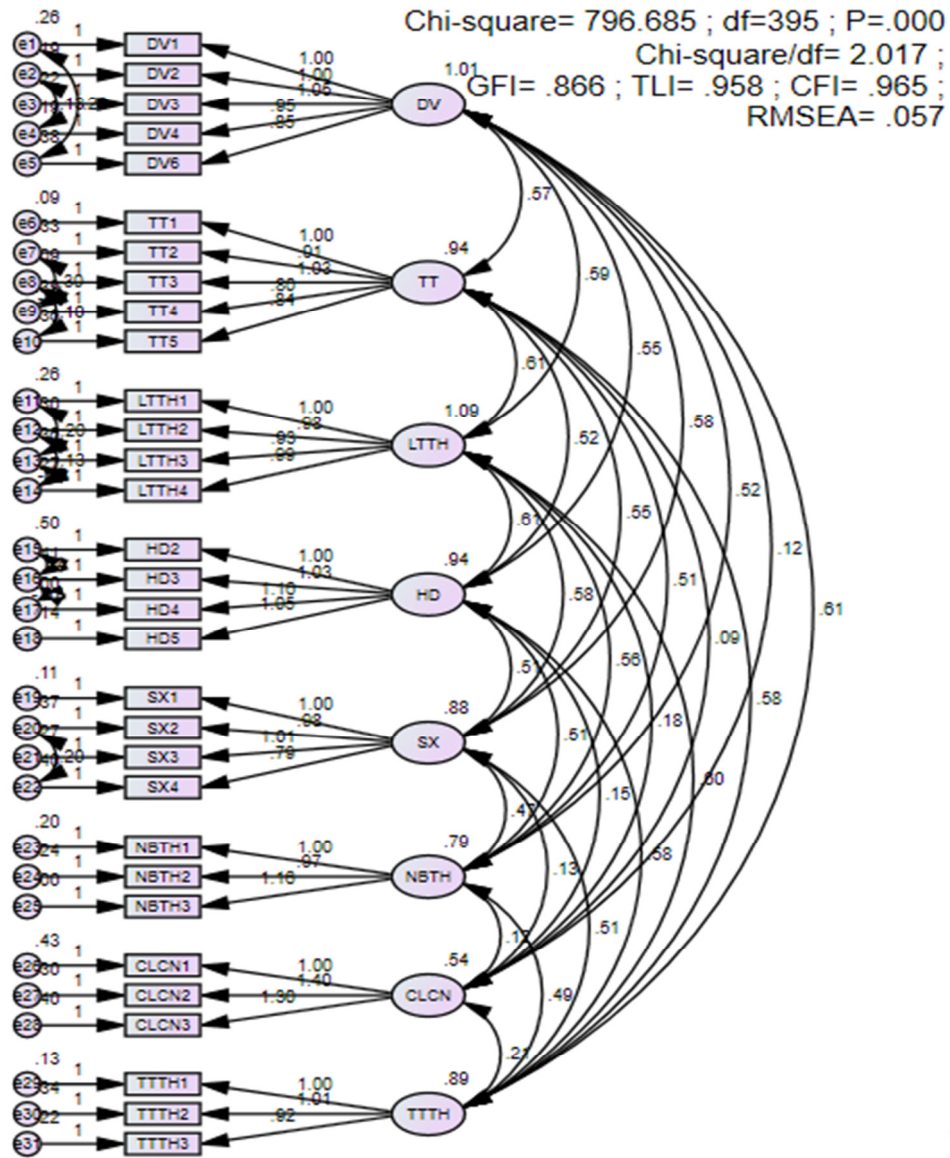 Chi-square= 796.685 ; df=395 ; P=.000
Chi-square/df= 2.017 ;
GFI= .866 ; TLI= .958 ; CFI= .965 ;
RMSEA= .057
.26
e1 1 DV1 1.00
e2 1 DV2 1.00
e3 1 DV3 1.05
e4 1 DV4 .95
e5 1 DV6 .85
1.01
DV
.09
e6 1 TT1 1.00
e7 1 TT2 .91
e8 1 TT3 1.03
e9 1 TT4 .80
e10 1 TT5 .84
.94
TT
.26
e11 1 LTTH1 1.00
e12 1 LTTH2 .98
e13 1 LTTH3 .93
e14 1 LTTH4 .99
1.09
LTTH
.50
e15 1 HD2 1.00
e16 1 HD3 1.03
e17 1 HD4 1.10
e18 1 HD5 1.05
.94
HD
.11
e19 1 SX1 1.00
e20 1 SX2 .98
e21 1 SX3 1.01
e22 1 SX4 .79
.88
SX
.20
e23 1 NBTH1 1.00
e24 1 NBTH2 .97
e25 1 NBTH3 1.16
.79
NBTH
.43
e26 1 CLCN1 1.00
e27 1 CLCN2 1.40
e28 1 CLCN3 1.30
.54
CLCN
.13
e29 1 TTTH1 1.00
e30 1 TTTH2 1.01
e31 1 TTTH3 .92
.89
TTTH
.57
.59
.55
.58
.52
.12
.61
.61
.52
.55
.51
.09
.58
.61
.58
.56
.18
.60
.51
.51
.15
.58
.47
.13
.51
.12
.49
.21